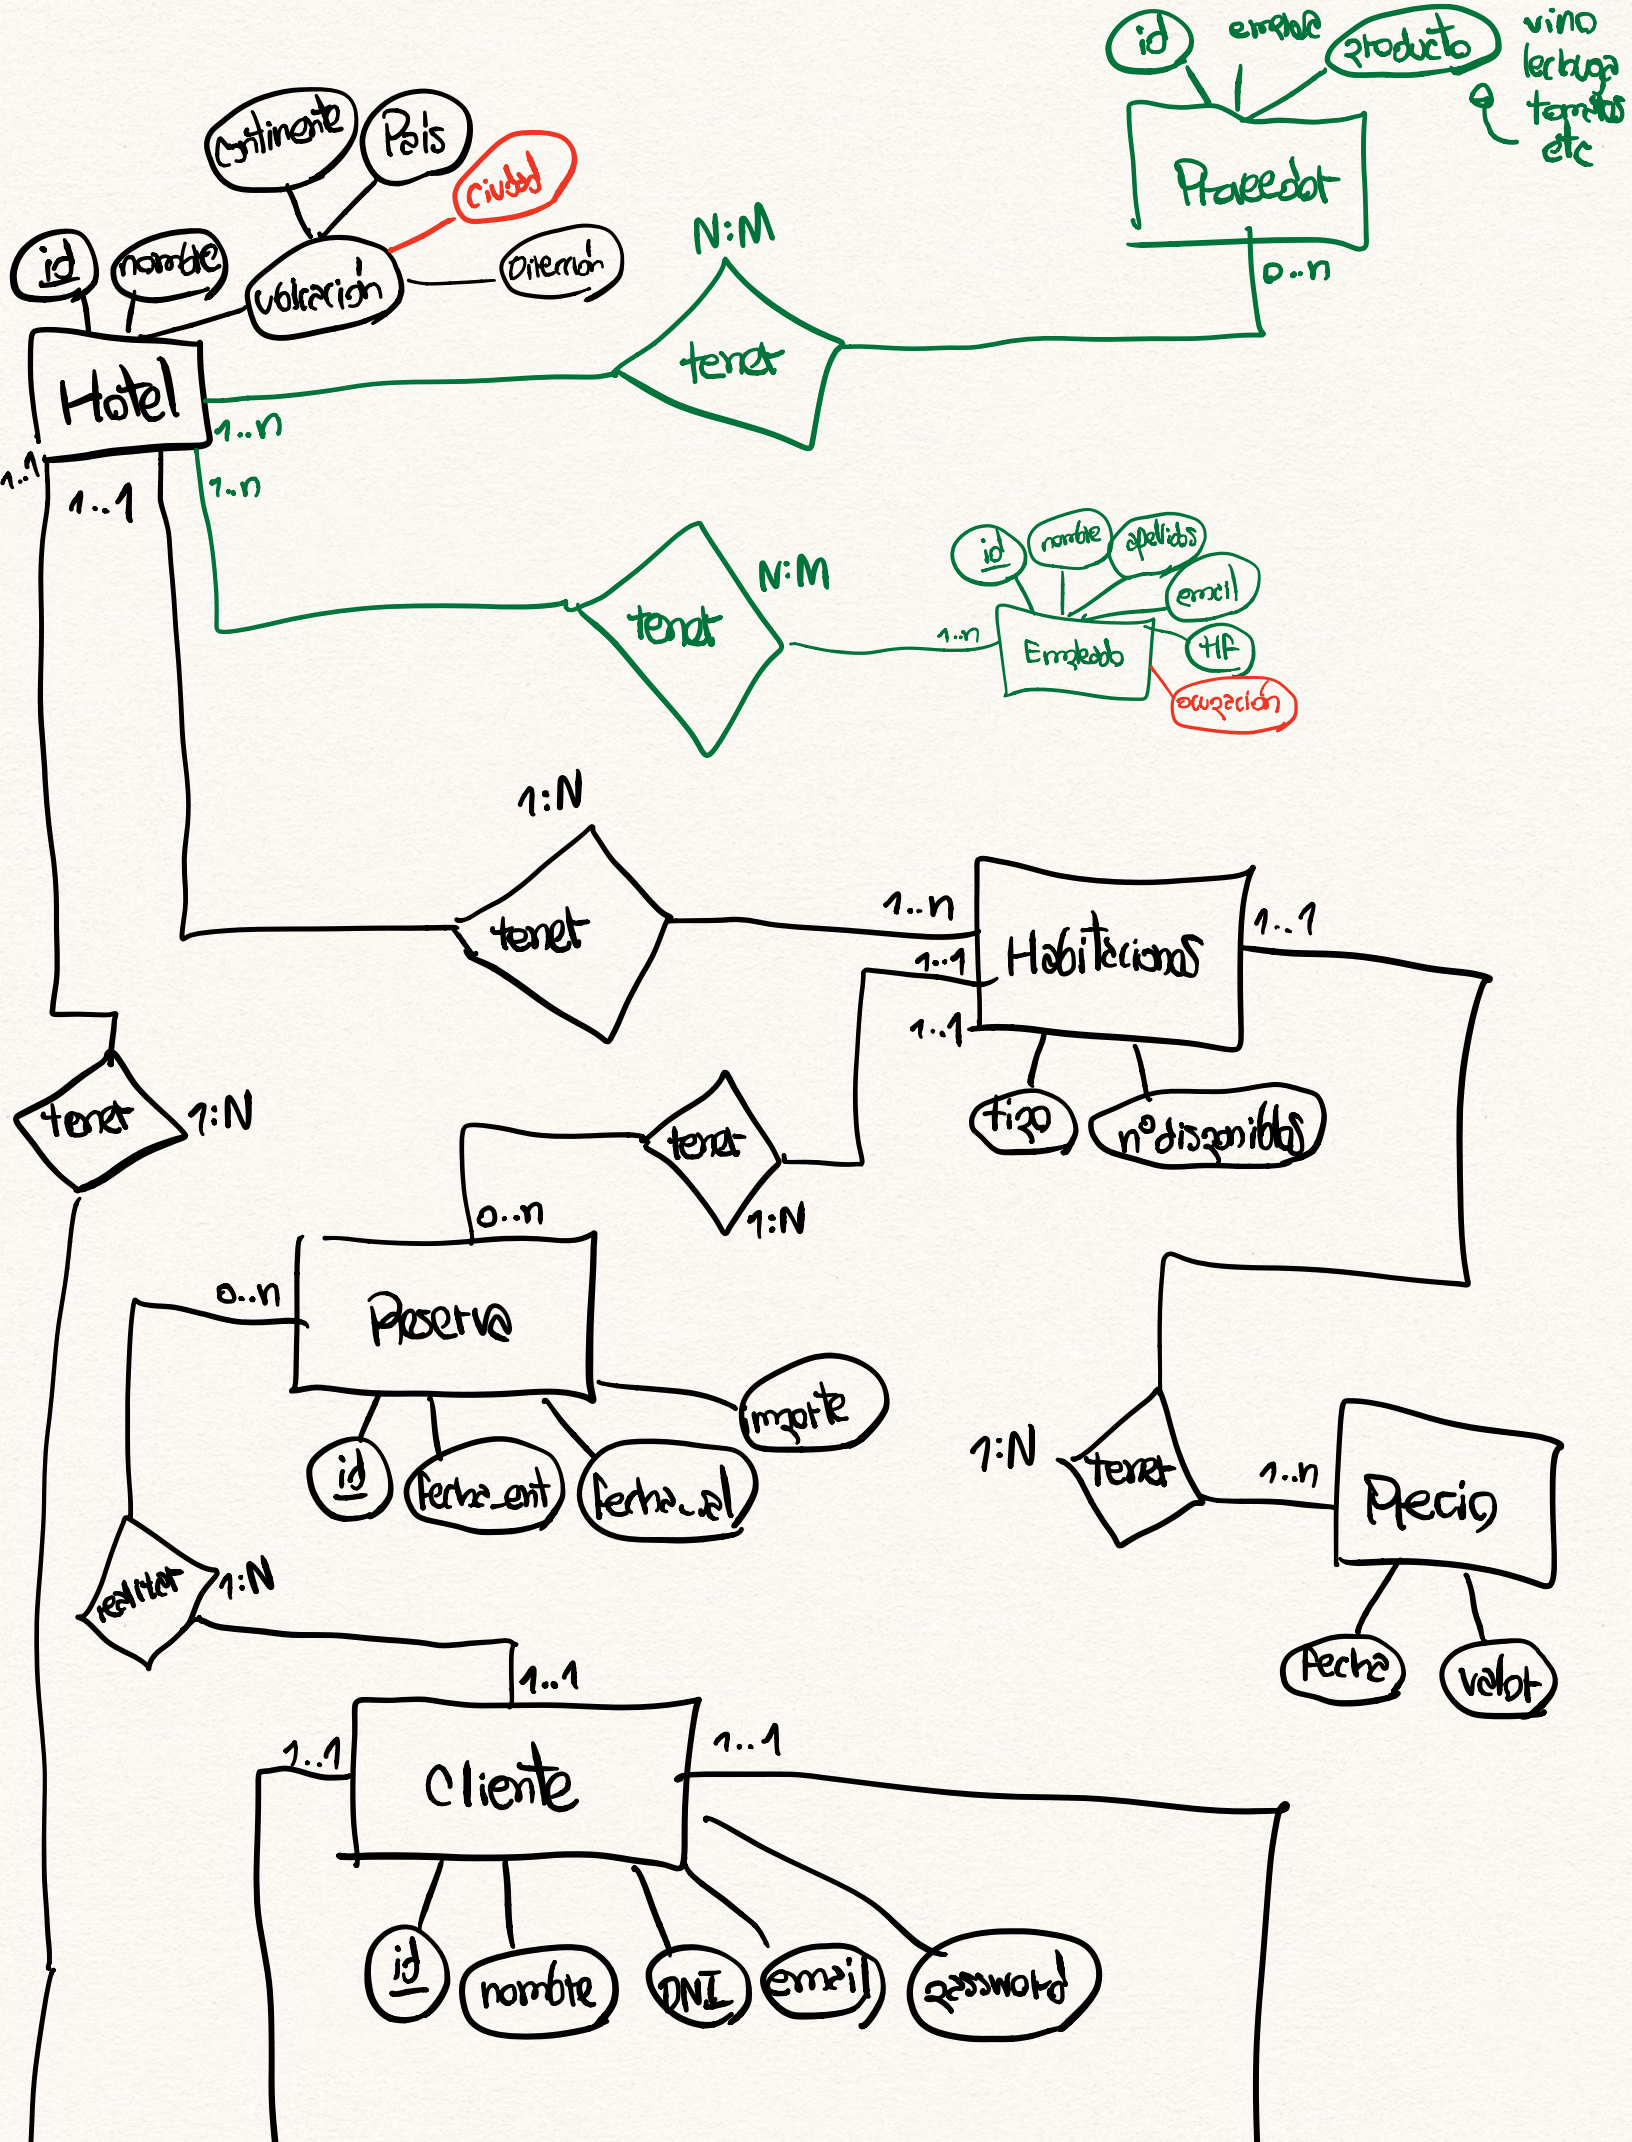 id
empresa
producto
vino
lechuga
tomates
etc
Proveedor
0..n
continente
País
ciudad
Dirección
id
nombre
ubicación
N:M
tener
Hotel
1..n
1..1
1..1
1..n
N:M
tener
id
nombre
apellidos
email
tlf
ocupación
1..n
Empleado
1:N
tener
1..n
1..1
1..1
Habitaciones
1..1
tipo
nº disponibles
tener
1:N
tener
1:N
0..n
0..n
Reserva
importe
id
fecha_ent
fecha_sal
1:N
tener
1..n
Precio
fecha
valor
realizar
1:N
1..1
1..1
Cliente
1..1
id
nombre
DNI
email
password